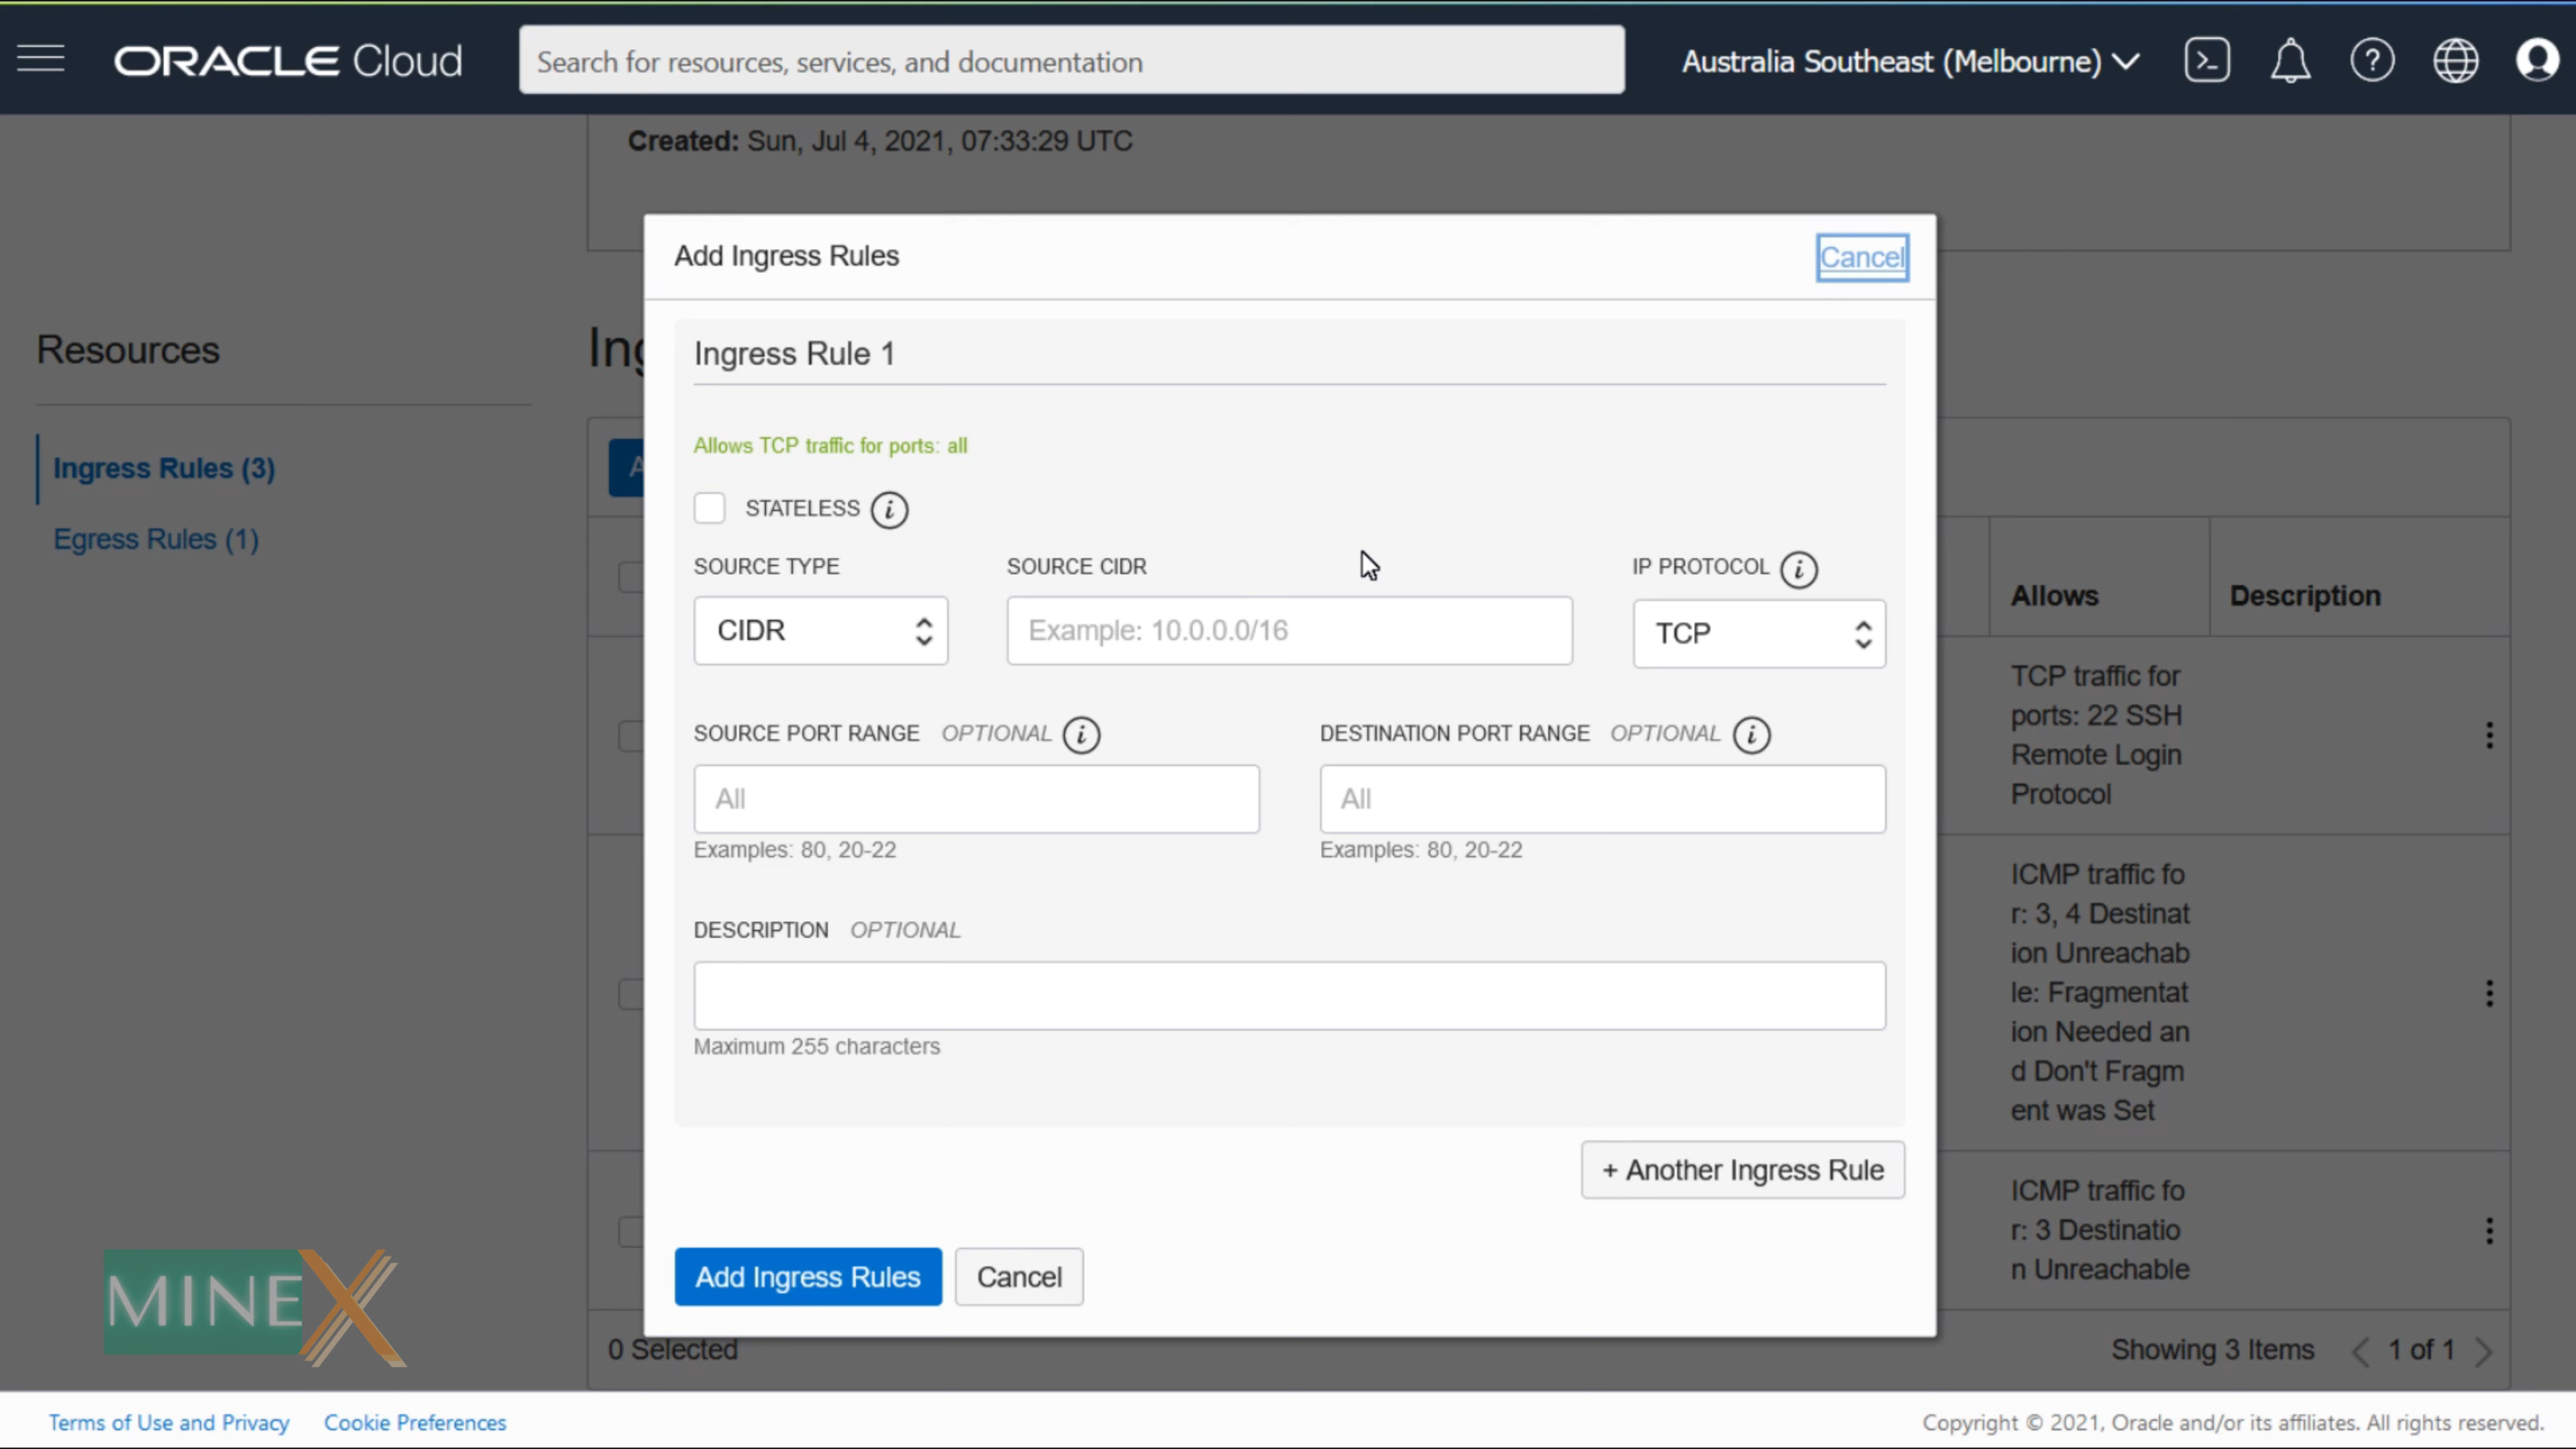 ORACLE Cloud
Search for resources, services, and documentation
Australia Southeast (Melbourne)
Created: Sun, Jul 4, 2021, 07:33:29 UTC
Add Ingress Rules
Cancel
Resources
Ingress Rules (3)
Egress Rules (1)
Ingress Rule 1
Allows TCP traffic for ports: all
STATELESS
SOURCE TYPE
SOURCE CIDR
IP PROTOCOL
CIDR
Example: 10.0.0.0/16
TCP
SOURCE PORT RANGE OPTIONAL
DESTINATION PORT RANGE OPTIONAL
All
All
Examples: 80, 20-22
Examples: 80, 20-22
DESCRIPTION OPTIONAL
Maximum 255 characters
+ Another Ingress Rule
Add Ingress Rules
Cancel
Allows
Description
TCP traffic for
ports: 22 SSH
Remote Login
Protocol
ICMP traffic fo
r: 3, 4 Destinat
ion Unreachab
le: Fragmentat
ion Needed an
d Don't Fragm
ent was Set
ICMP traffic fo
r: 3 Destinatio
n Unreachable
MINEX
0 Selected
Showing 3 Items
1 of 1
Terms of Use and Privacy
Cookie Preferences
Copyright © 2021, Oracle and/or its affiliates. All rights reserved.